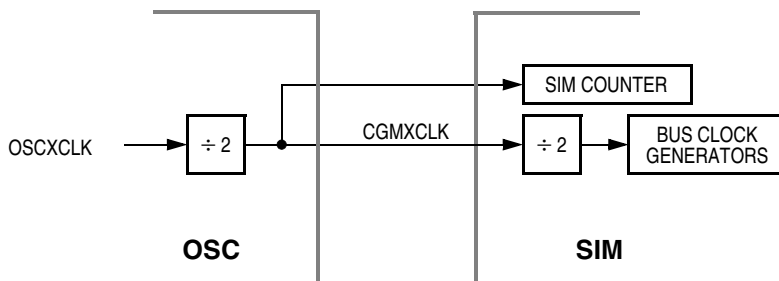 SIM COUNTER
OSCXCLK
÷ 2
CGMXCLK
÷ 2
BUS CLOCK
GENERATORS
OSC
SIM